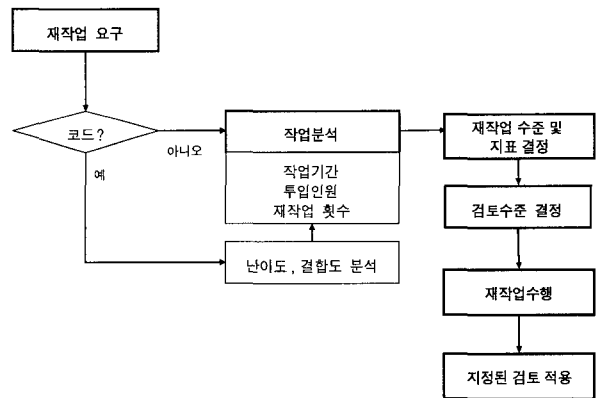 재작업 요구
코드?
아니오
예
작업분석
작업기간
투입인원
재작업 횟수
난이도, 결합도 분석
재작업 수준 및
지표 결정
검토수준 결정
재작업수행
지정된 검토 적용